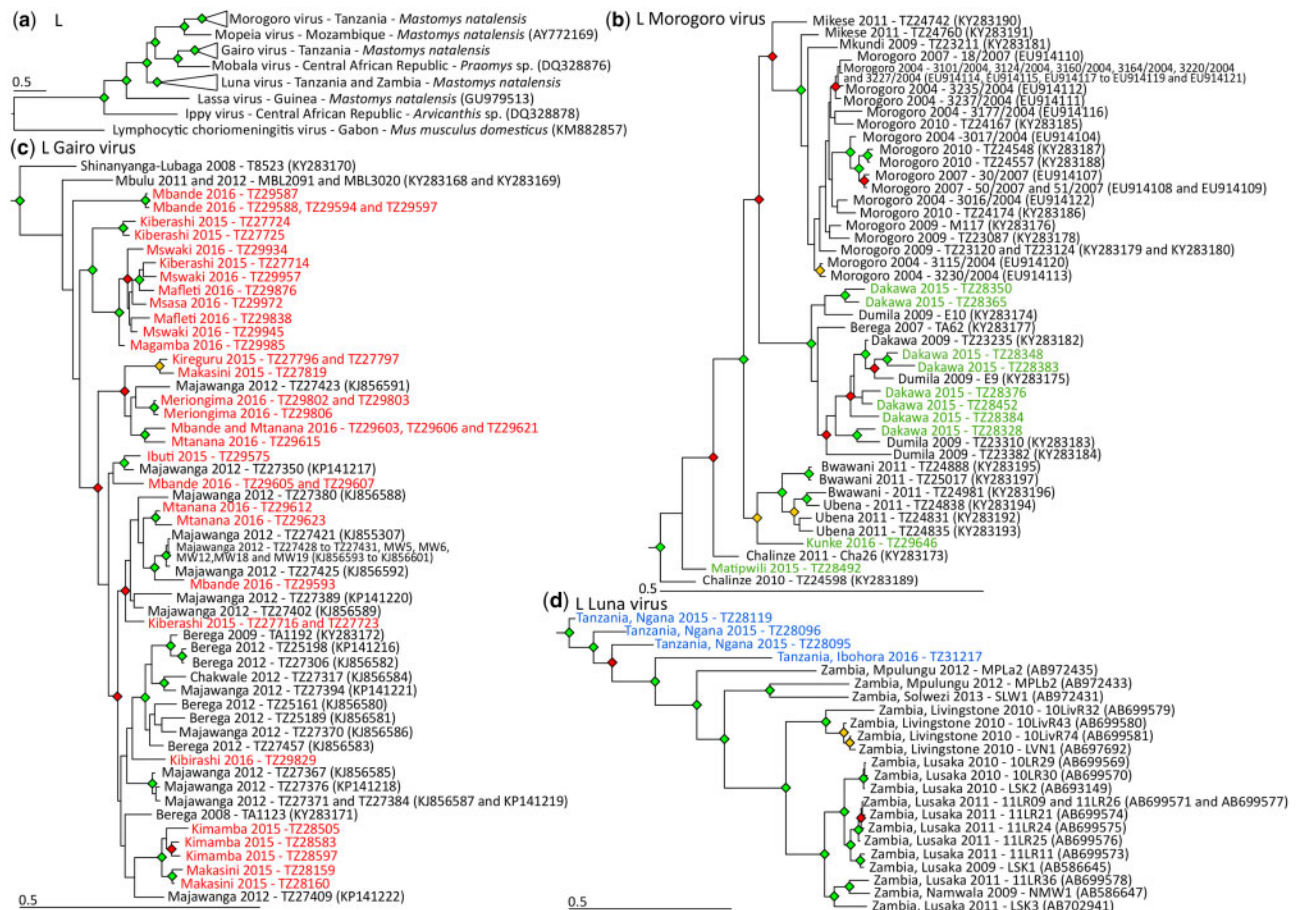 (a) L
Morogoro virus - Tanzania - Mastomys natalensis
Mopeia virus - Mozambique - Mastomys natalensis (AY772169)
Gairo virus - Tanzania - Mastomys natalensis
Mobala virus - Central African Republic - Praomys sp. (DQ328876)
Luna virus - Tanzania and Zambia - Mastomys natalensis
Lassa virus - Guinea - Mastomys natalensis (GU979513)
Ippy virus - Central African Republic - Arvicanthis sp. (DQ328878)
Lymphocytic choriomeningitis virus - Gabon - Mus musculus domesticus (KM882857)
0.5
(c) L Gairo virus
Shinanyanga-Lubaga 2008 - T8523 (KY283170)
Mbulu 2011 and 2012 - MBL2091 and MBL3020 (KY283168 and KY283169)
Mbande 2016 - TZ29587
Mbande 2016 - TZ29588, TZ29594 and TZ29597
Kiberashi 2015 - TZ27724
Kiberashi 2015 - TZ27725
Mswaki 2016 - TZ29934
Kiberashi 2015 - TZ27714
Mswaki 2016 - TZ29957
Mafleti 2016 - TZ29876
Msasa 2016 - TZ29972
Mafleti 2016 - TZ29838
Mswaki 2016 - TZ29945
Magamba 2016 - TZ29985
Kireguru 2015 - TZ27796 and TZ27797
Makasini 2015 - TZ27819
Majawanga 2012 - TZ27423 (KJ856591)
Meriongima 2016 - TZ29802 and TZ29803
Meriongima 2016 - TZ29806
Mbande and Mtanana 2016 - TZ29603, TZ29606 and TZ29621
Mtanana 2016 - TZ29615
Ibuti 2015 - TZ29575
Majawanga 2012 - TZ27350 (KP141217)
Mbande 2016 - TZ29605 and TZ29607
Majawanga 2012 - TZ27380 (KJ856588)
Mtanana 2016 - TZ29612
Mtanana 2016 - TZ29623
Majawanga 2012 - TZ27421 (KJ855307)
Majawanga 2012 - TZ27428 to TZ27431, MW5, MW6,
MW12,MW18 and MW19 (KJ856593 to KJ856601)
Majawanga 2012 - TZ27425 (KJ856592)
Mbande 2016 - TZ29593
Majawanga 2012 - TZ27389 (KP141220)
Majawanga 2012 - TZ27402 (KJ856589)
Kiberashi 2015 - TZ27716 and TZ27723
Berega 2009 - TA1192 (KY283172)
Berega 2012 - TZ25198 (KP141216)
Berega 2012 - TZ27306 (KJ856582)
Chakwale 2012 - TZ27317 (KJ856584)
Majawanga 2012 - TZ27394 (KP141221)
Berega 2012 - TZ25161 (KJ856580)
Berega 2012 - TZ25189 (KJ856581)
Majawanga 2012 - TZ27370 (KJ856586)
Berega 2012 - TZ27457 (KJ856583)
Kibirashi 2016 - TZ29829
Majawanga 2012 - TZ27367 (KJ856585)
Majawanga 2012 - TZ27376 (KP141218)
Majawanga 2012 - TZ27371 and TZ27384 (KJ856587 and KP141219)
Berega 2008 - TA1123 (KY283171)
Kimamba 2015 - TZ28505
Kimamba 2015 - TZ28583
Kimamba 2015 - TZ28597
Makasini 2015 - TZ28159
Makasini 2015 - TZ28160
Majawanga 2012 - TZ27409 (KP141222)
0.5
(b) L Morogoro virus
Mikese 2011 - TZ24742 (KY283190)
Mikese 2011 - TZ24760 (KY283191)
Mkundi 2009 - TZ23211 (KY283181)
Morogoro 2007 - 18/2007 (EU914110)
Morogoro 2004 - 3101/2004, 3124/2004, 3160/2004, 3164/2004, 3220/2004
and 3227/2004 (EU914114, EU914115, EU914117 to EU914119 and EU914121)
Morogoro 2004 - 3235/2004 (EU914112)
Morogoro 2004 - 3237/2004 (EU914111)
Morogoro 2004 - 3177/2004 (EU914116)
Morogoro 2010 - TZ24167 (KY283185)
Morogoro 2004 -3017/2004 (EU914104)
Morogoro 2010 - TZ24548 (KY283187)
Morogoro 2010 - TZ24557 (KY283188)
Morogoro 2007 - 30/2007 (EU914107)
Morogoro 2007 - 50/2007 and 51/2007 (EU914108 and EU914109)
Morogoro 2004 - 3016/2004 (EU914122)
Morogoro 2010 - TZ24174 (KY283186)
Morogoro 2009 - M117 (KY283176)
Morogoro 2009 - TZ23087 (KY283178)
Morogoro 2009 - TZ23120 and TZ23124 (KY283179 and KY283180)
Morogoro 2004 - 3115/2004 (EU914120)
Morogoro 2004 - 3230/2004 (EU914113)
Dakawa 2015 - TZ28350
Dakawa 2015 - TZ28365
Dumila 2009 - E10 (KY283174)
Berega 2007 - TA62 (KY283177)
Dakawa 2009 - TZ23235 (KY283182)
Dakawa 2015 - TZ28348
Dakawa 2015 - TZ28383
Dumila 2009 - E9 (KY283175)
Dakawa 2015 - TZ28376
Dakawa 2015 - TZ28452
Dakawa 2015 - TZ28384
Dakawa 2015 - TZ28328
Dumila 2009 - TZ23310 (KY283183)
Dumila 2009 - TZ23382 (KY283184)
Bwawani 2011 - TZ24888 (KY283195)
Bwawani 2011 - TZ25017 (KY283197)
Bwawani - 2011 - TZ24981 (KY283196)
Ubena - 2011 - TZ24838 (KY283194)
Ubena 2011 - TZ24831 (KY283192)
Ubena 2011 - TZ24835 (KY283193)
Kunke 2016 - TZ29646
Chalinze 2011 - Cha26 (KY283173)
Matipwili 2015 - TZ28492
Chalinze 2010 - TZ24598 (KY283189)
0.5
(d) L Luna virus
Tanzania, Ngana 2015 - TZ28119
Tanzania, Ngana 2015 - TZ28096
Tanzania, Ngana 2015 - TZ28095
Tanzania, Ibohora 2016 - TZ31217
Zambia, Mpulungu 2012 - MPLa2 (AB972435)
Zambia, Mpulungu 2012 - MPLb2 (AB972433)
Zambia, Solwezi 2013 - SLW1 (AB972431)
Zambia, Livingstone 2010 - 10LivR32 (AB699579)
Zambia, Livingstone 2010 - 10LivR43 (AB699580)
Zambia, Livingstone 2010 - 10LivR74 (AB699581)
Zambia, Livingstone 2010 - LVN1 (AB697692)
Zambia, Lusaka 2010 - 10LR29 (AB699569)
Zambia, Lusaka 2010 - 10LR30 (AB699570)
Zambia, Lusaka 2010 - LSK2 (AB693149)
Zambia, Lusaka 2011 - 11LR09 and 11LR26 (AB699571 and AB699577)
Zambia, Lusaka 2011 - 11LR21 (AB699574)
Zambia, Lusaka 2011 - 11LR24 (AB699575)
Zambia, Lusaka 2011 - 11LR25 (AB699576)
Zambia, Lusaka 2011 - 11LR11 (AB699573)
Zambia, Lusaka 2009 - LSK1 (AB586645)
Zambia, Lusaka 2011 - 11LR36 (AB699578)
Zambia, Namwala 2009 - NMW1 (AB586647)
Zambia, Lusaka 2011 - LSK3 (AB702941)
0.5